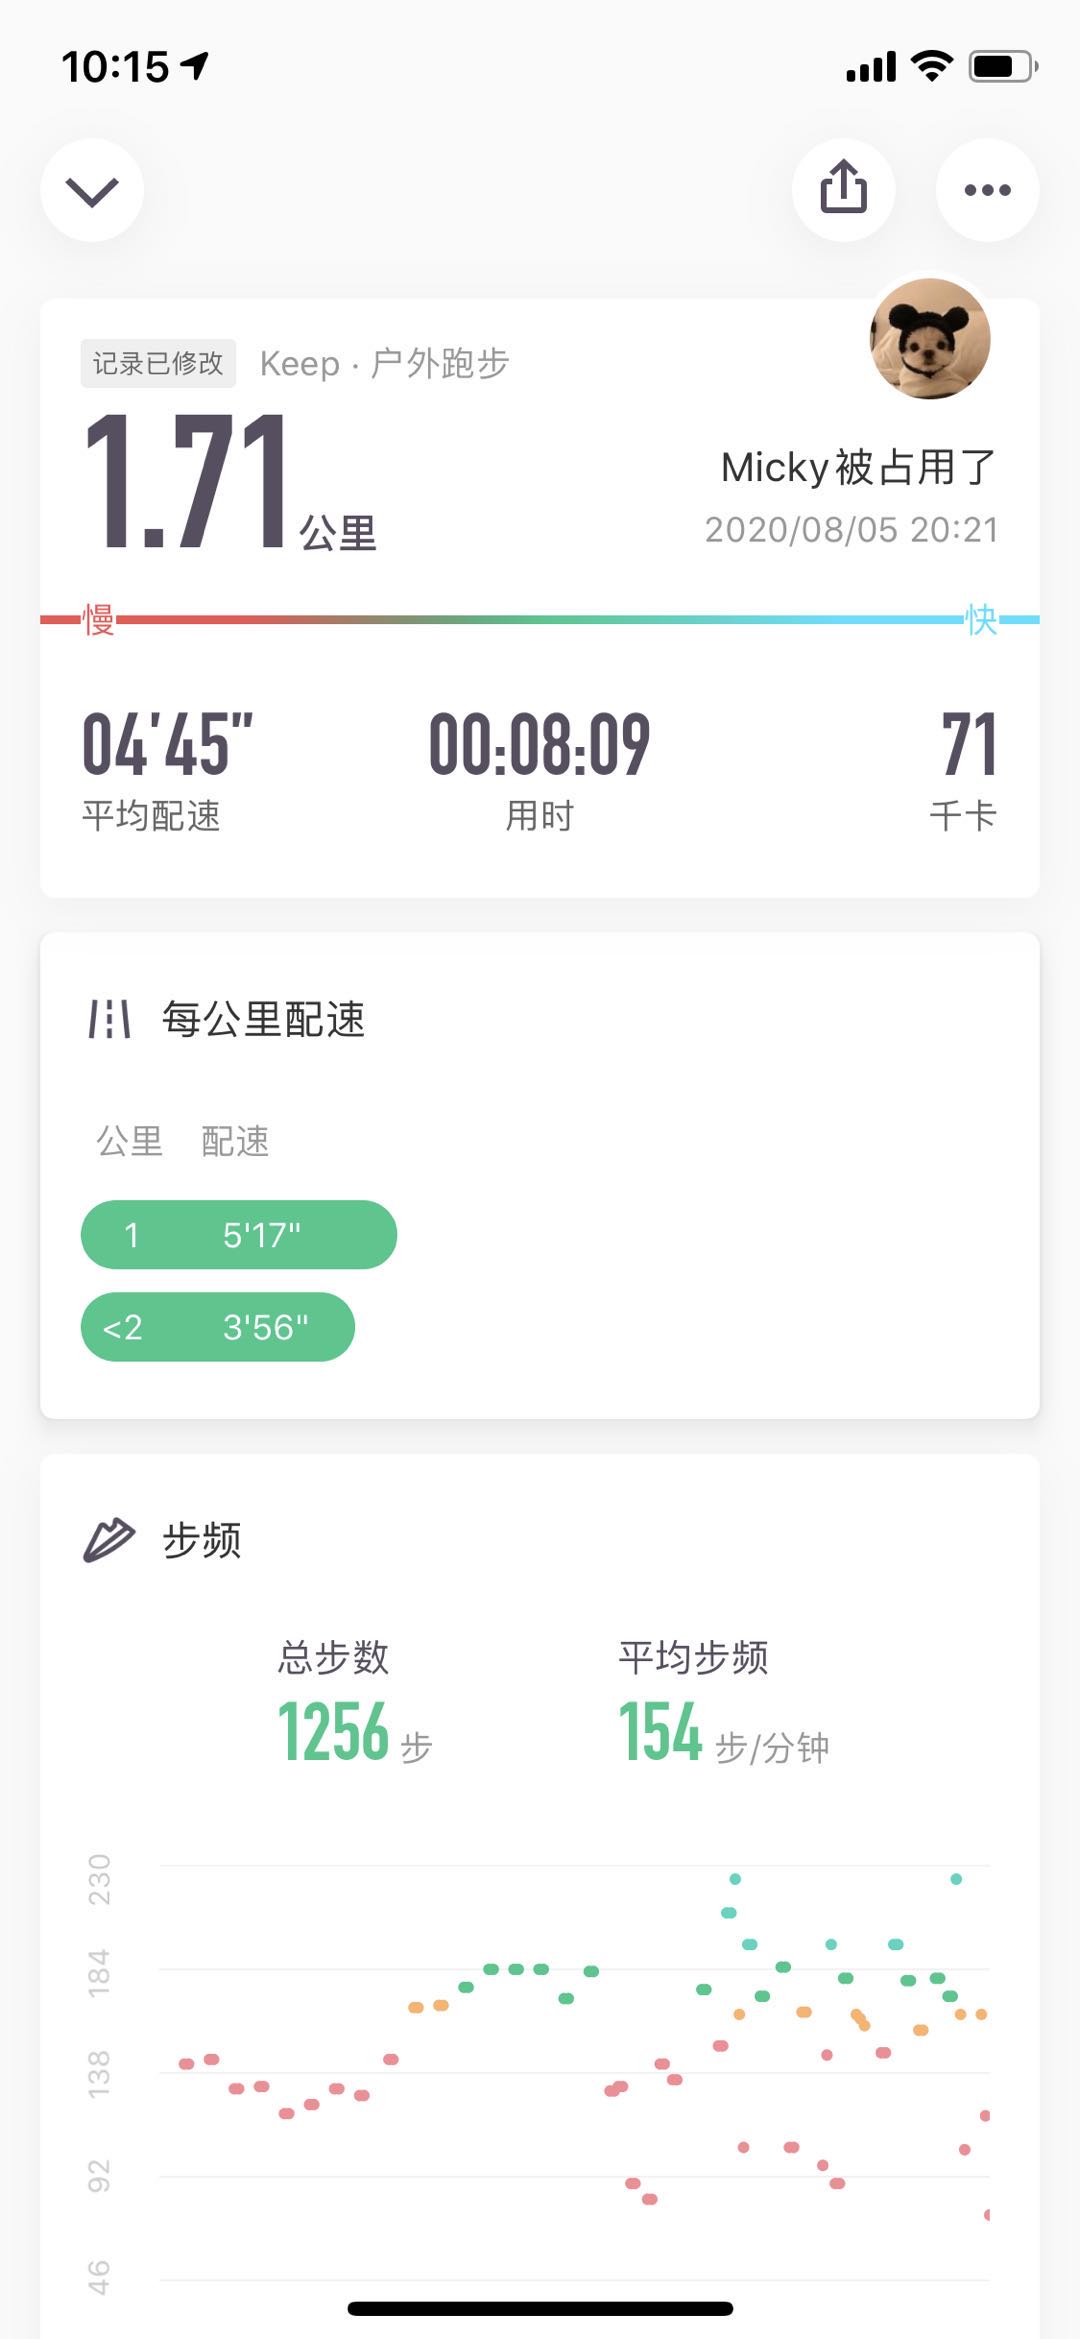 10:15
记录已修改 Keep · 户外跑步
1.71公里
Micky被占用了
2020/08/05 20:21
慢 快
04'45" 00:08:09 71
平均配速 用时 千卡
每公里配速
公里 配速
1 5'17"
<2 3'56"
步频
总步数 平均步频
1256 步 154 步/分钟
230
184
138
92
46